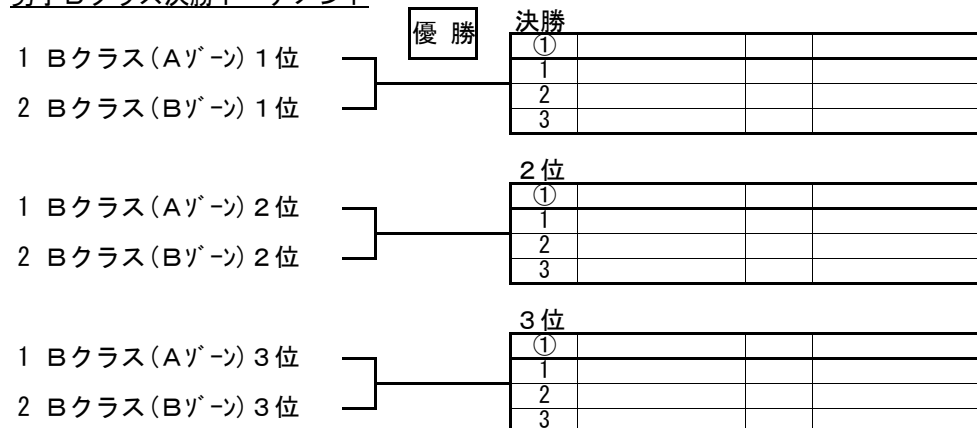 優 勝
決勝
1 Bクラス(Aゾーン)1位
2 Bクラス(Bゾーン)1位
①
1
2
3
2位
1 Bクラス(Aゾーン)2位
2 Bクラス(Bゾーン)2位
①
1
2
3
3位
1 Bクラス(Aゾーン)3位
2 Bクラス(Bゾーン)3位
①
1
2
3